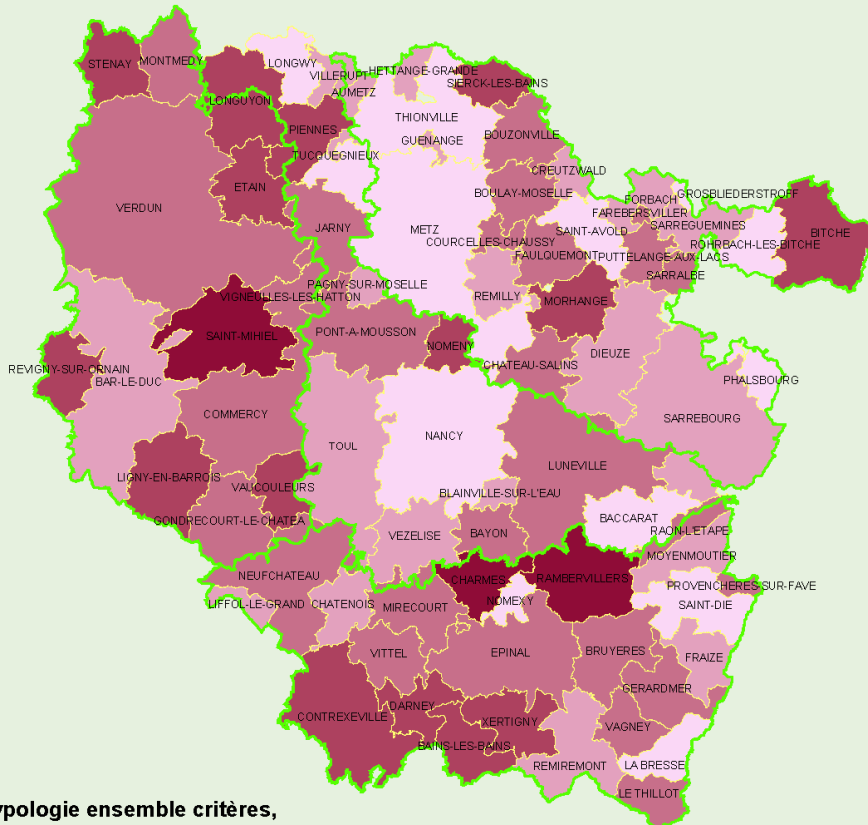 STENAY
MONTMEDY
LONGWY
VILLERUPT
HETTANGE-GRANDE
AUMETZ
SIERCK-LES-BAINS
LONGUYON
PIENNES
THIONVILLE
GUENANGE
BOUZONVILLE
TUCQUEGNIEUX
CREUTZWALD
ETAIN
BOULAY-MOSELLE
GROSBLIEDERSTROFF
FORBACH
VERDUN
FAREBERSVILLER
JARNY
METZ
SAINT-AVOLD
SARREGUEMINES
BITCHE
COURCELLES-CHAUSSY
ROHRBACH-LES-BITCHE
FAULQUEMONT
PUTTELANGE-AUX-LACS
SARRALBE
PAGNY-SUR-MOSELLE
VIGNEULLES-LES-HATTON
REMILLY
MORHANGE
SAINT-MIHIEL
PONT-A-MOUSSON
NOMENY
DIEUZE
CHATEAU-SALINS
REVIGNY-SUR-ORNAIN
BAR-LE-DUC
PHALSBOURG
COMMERCY
SARREBOURG
NANCY
TOUL
LUNEVILLE
LIGNY-EN-BARROIS
VAUCOULEURS
BLAINVILLE-SUR-L'EAU
GONDRECOURT-LE-CHATEA
BACCARAT
RAON-L'ETAPE
VEZELISE
BAYON
MOYENMOUTIER
NEUFCHATEAU
CHARMES
RAMBERVILLERS
PROVENCHERES-SUR-FAVE
LIFFOL-LE-GRAND
CHATENOIS
MIRECOURT
NOMEXY
SAINT-DIE
VITTEL
EPINAL
BRUYERES
FRAIZE
GERARDMER
DARNEY
CONTREXEVILLE
XERTIGNY
VAGNEY
BAINS-LES-BAINS
REMIREMONT
LA BRESSE
LE THILLOT
ypologie ensemble critères,